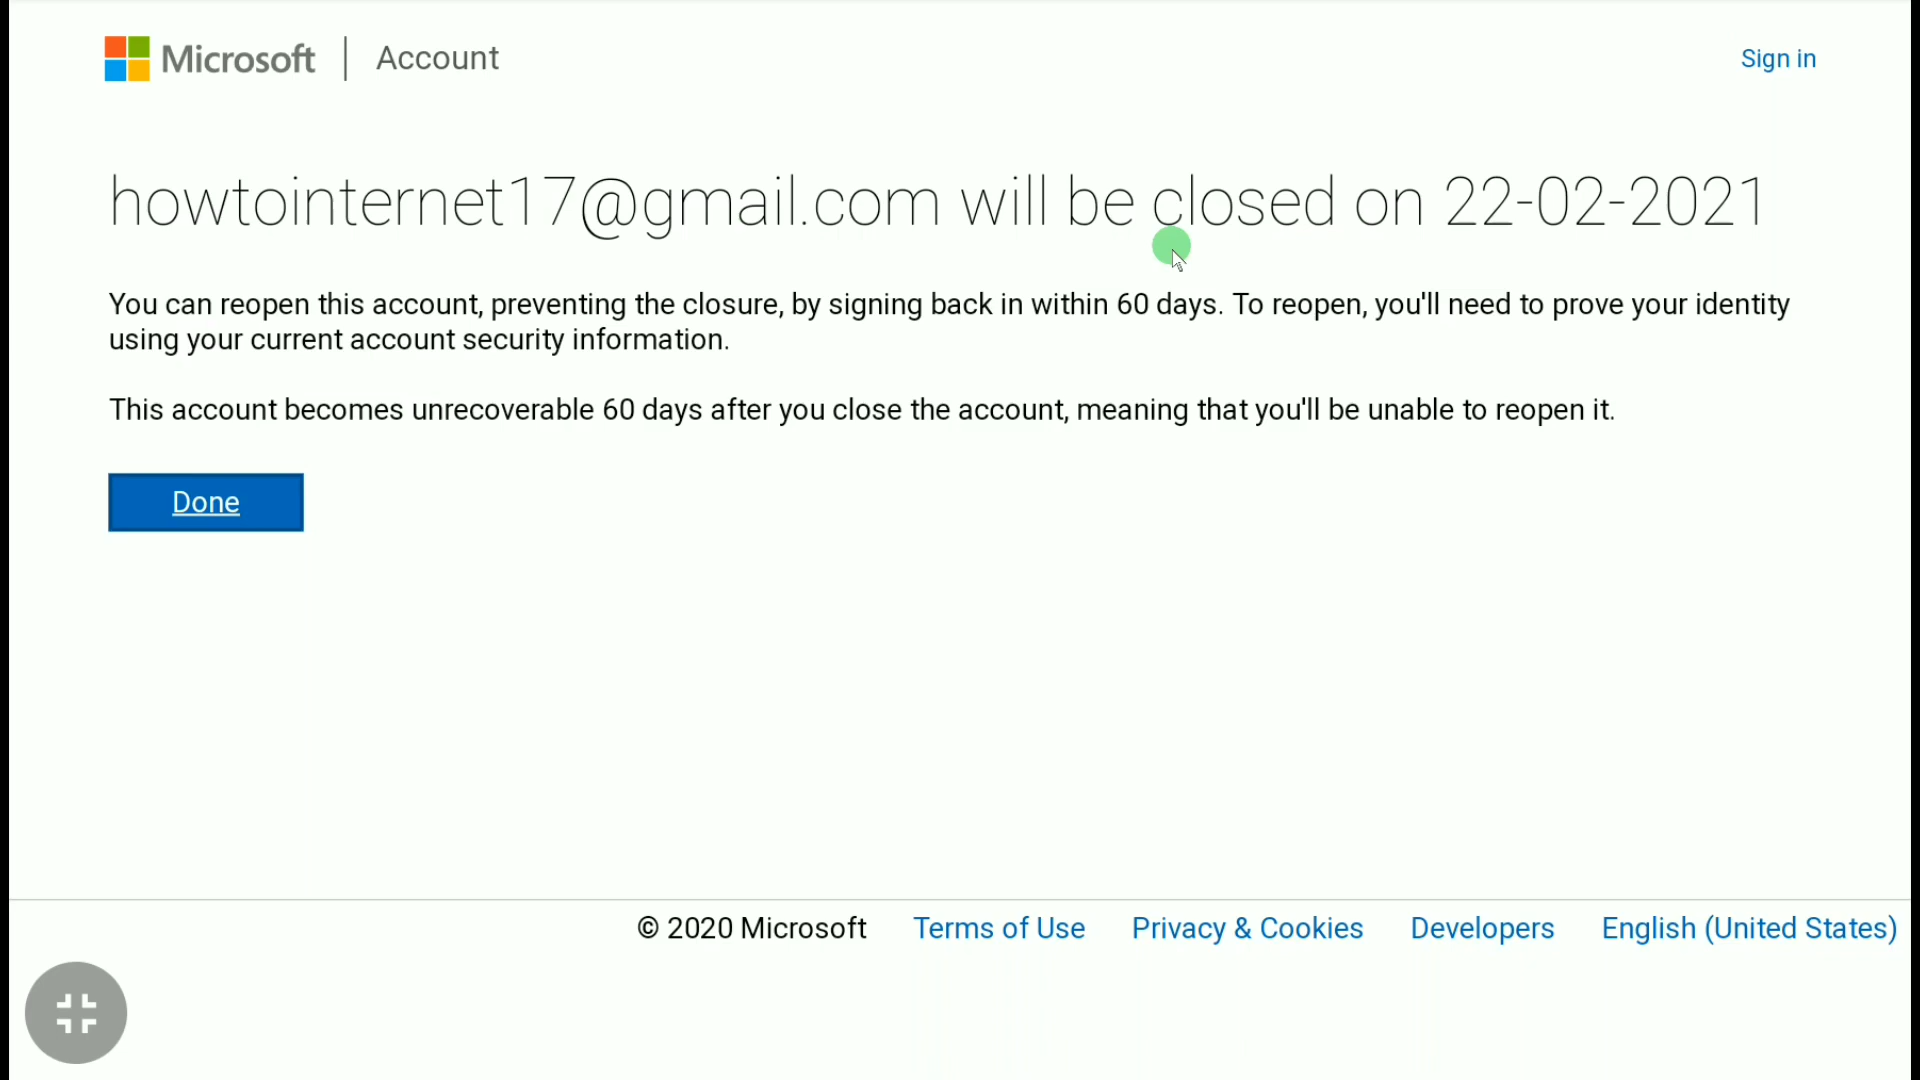 Microsoft | Account
Sign in
howtointernet17@gmail.com will be closed on 22-02-2021
You can reopen this account, preventing the closure, by signing back in within 60 days. To reopen, you'll need to prove your identity
using your current account security information.
This account becomes unrecoverable 60 days after you close the account, meaning that you'll be unable to reopen it.
Done
© 2020 Microsoft Terms of Use Privacy & Cookies Developers English (United States)